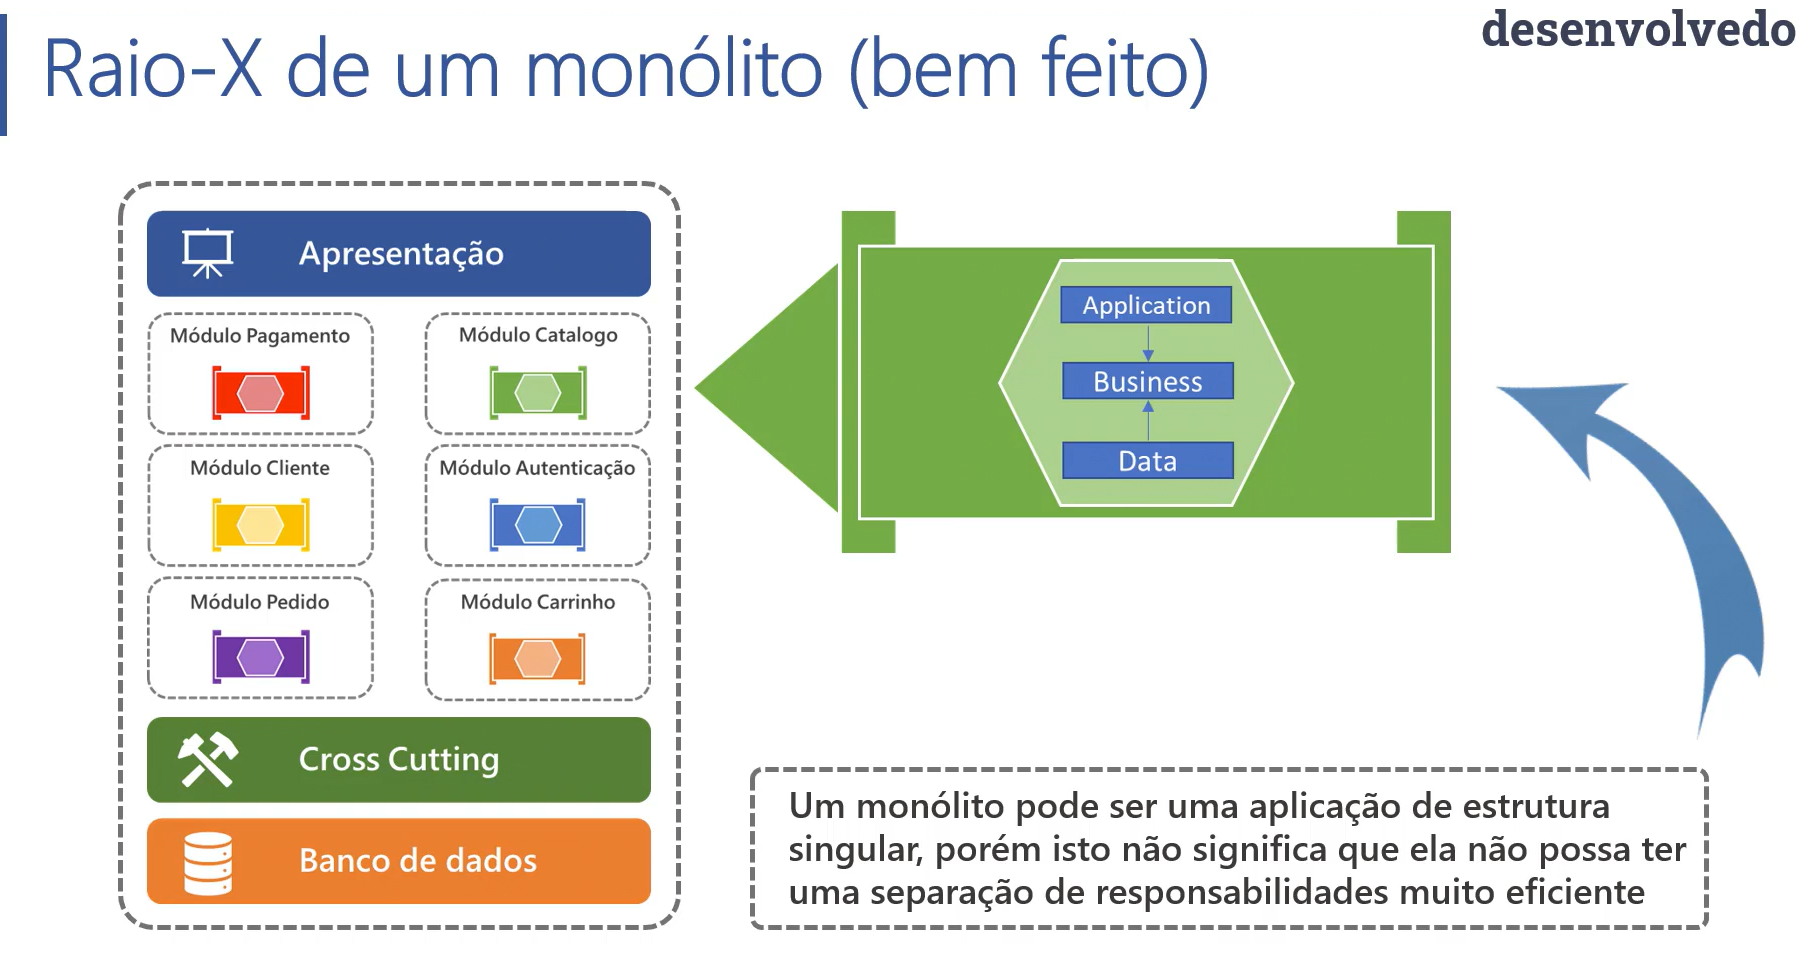 desenvolvedo
Raio-X de um monólito (bem feito)
Apresentação
Módulo Pagamento
Módulo Catalogo
Módulo Cliente
Módulo Autenticação
Módulo Pedido
Módulo Carrinho
Cross Cutting
Banco de dados
Application
Business
Data
Um monólito pode ser uma aplicação de estrutura
singular, porém isto não significa que ela não possa ter
uma separação de responsabilidades muito eficiente